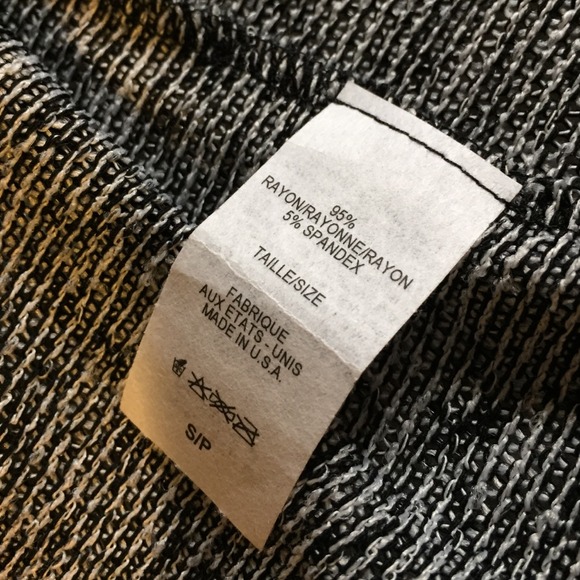 95%
RAYON/RAYONNE/RAYON
5% SPANDEX
TAILLE/SIZE
FABRIQUE
AUX ETATS - UNIS
MADE IN U.S.A.
S/P